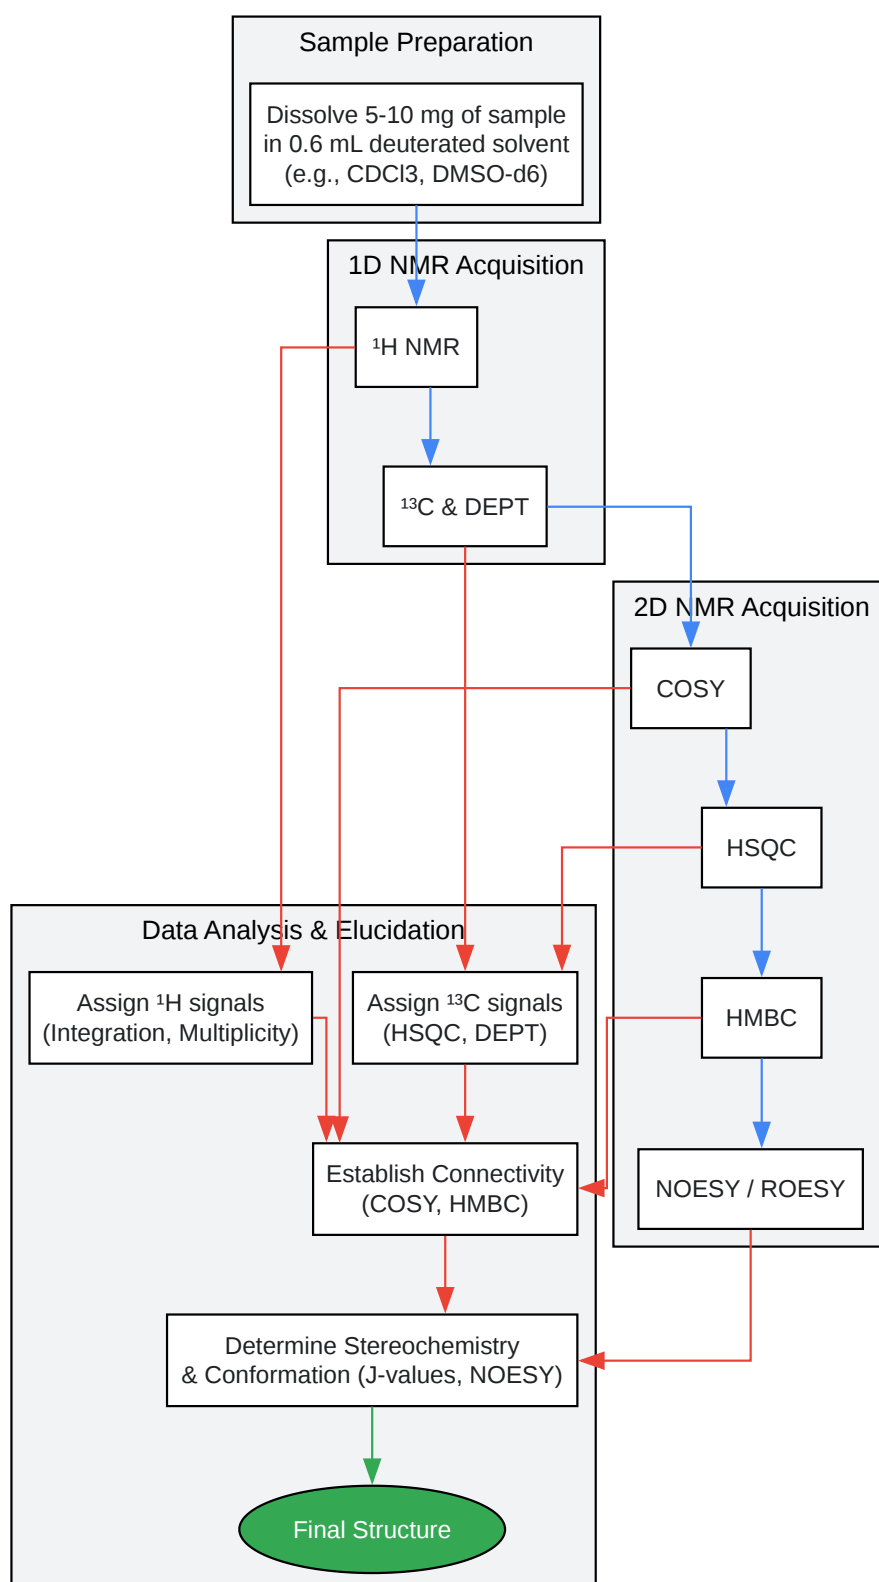 Sample Preparation
Dissolve 5-10 mg of sample
in 0.6 mL deuterated solvent
(e.g., CDCl3, DMSO-d6)
1D NMR Acquisition
¹H NMR
¹³C & DEPT
2D NMR Acquisition
COSY
HSQC
HMBC
NOESY / ROESY
Data Analysis & Elucidation
Assign ¹H signals
(Integration, Multiplicity)
Assign ¹³C signals
(HSQC, DEPT)
Establish Connectivity
(COSY, HMBC)
Determine Stereochemistry
& Conformation (J-values, NOESY)
Final Structure